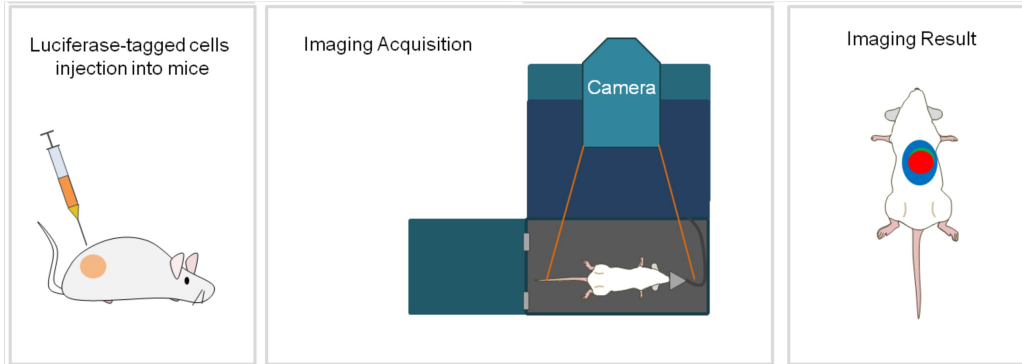 Luciferase-tagged cells
injection into mice
Imaging Acquisition
Camera
Imaging Result